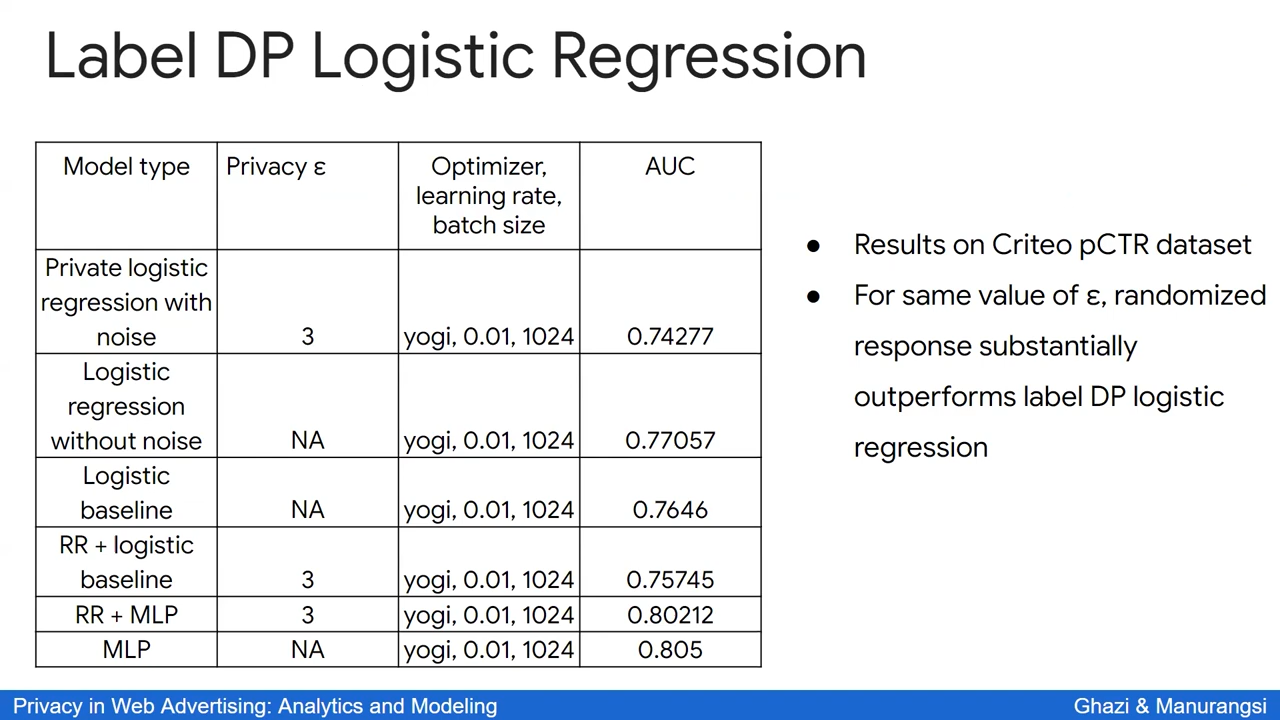 Label DP Logistic Regression
Model type
Privacy ε
Optimizer,
learning rate,
batch size
AUC
Private logistic
regression with
noise
3
yogi, 0.01, 1024
0.74277
Logistic
regression
without noise
NA
yogi, 0.01, 1024
0.77057
Logistic
baseline
NA
yogi, 0.01, 1024
0.7646
RR + logistic
baseline
3
yogi, 0.01, 1024
0.75745
RR + MLP
3
yogi, 0.01, 1024
0.80212
MLP
NA
yogi, 0.01, 1024
0.805
● Results on Criteo pCTR dataset
● For same value of ε, randomized
response substantially
outperforms label DP logistic
regression
Privacy in Web Advertising: Analytics and Modeling
Ghazi & Manurangsi